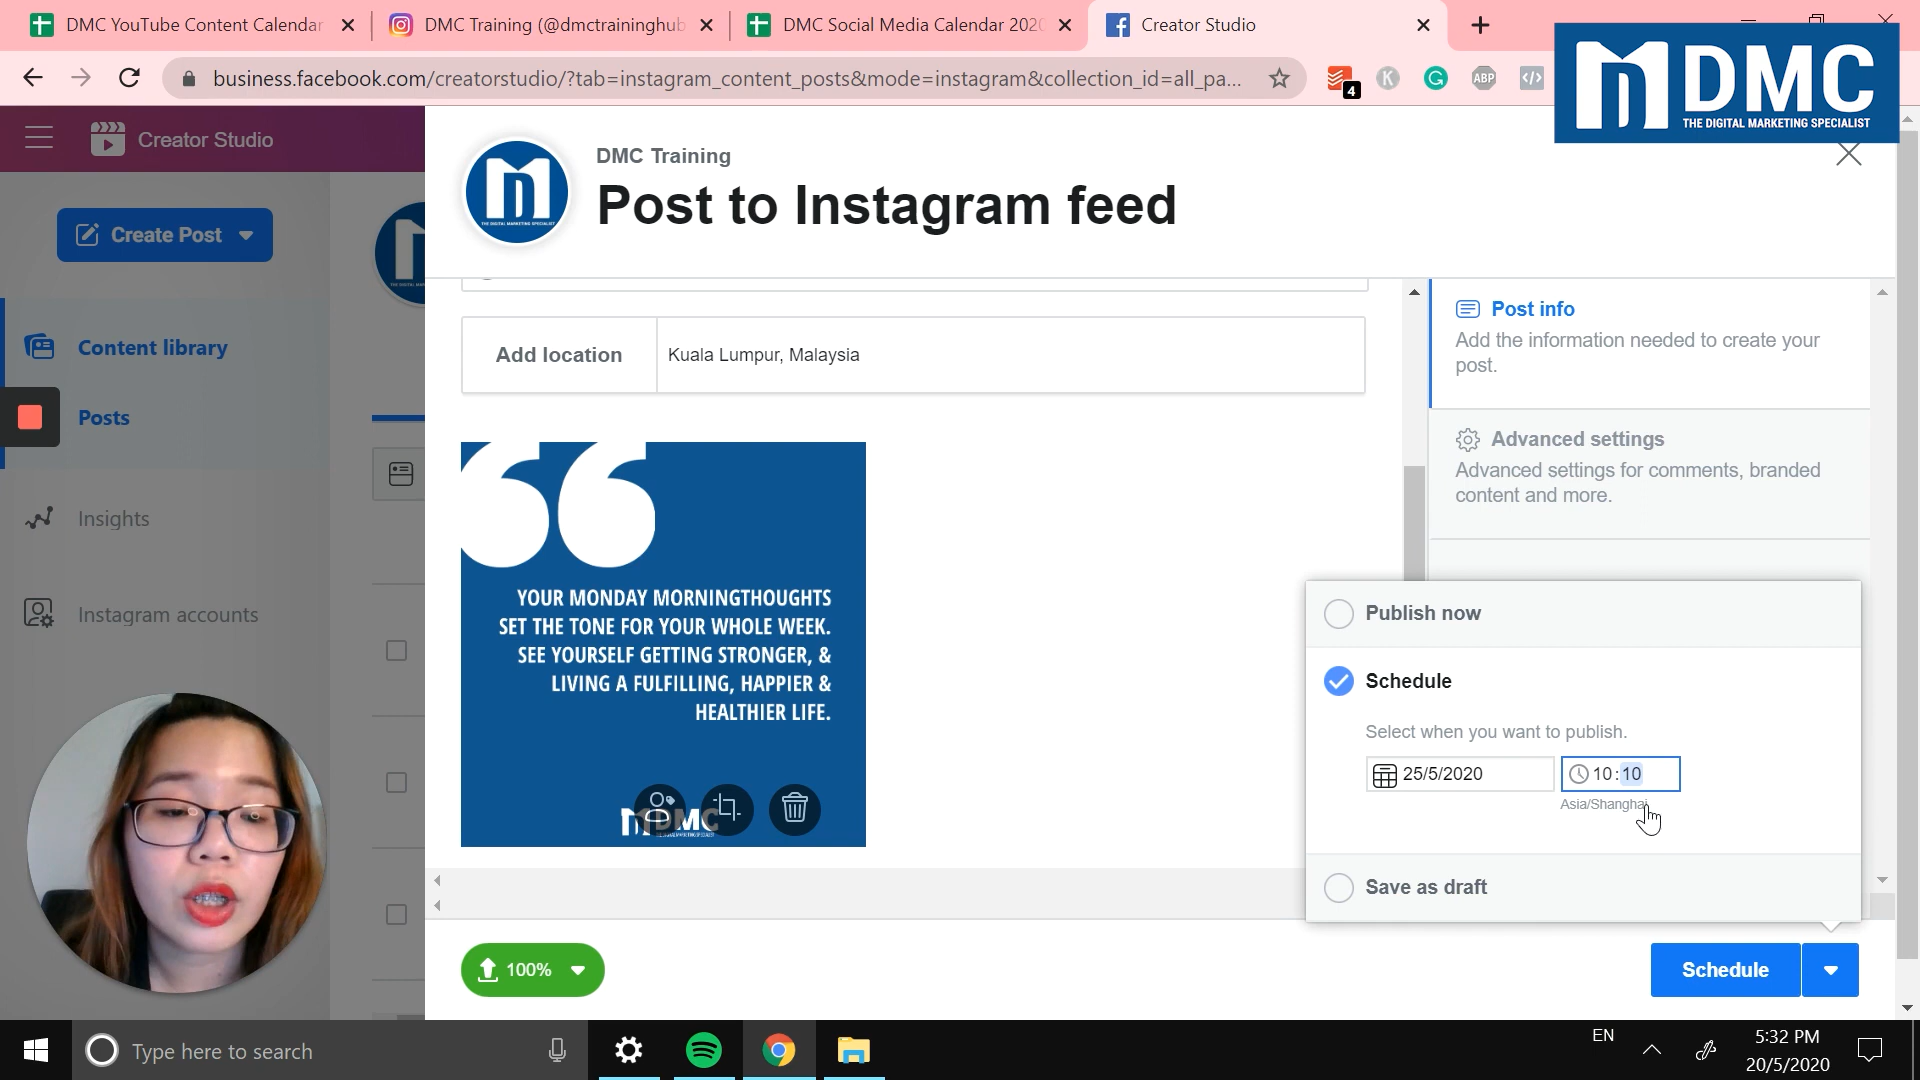 DMC YouTube Content Calendar
DMC Training (@dmctraininghub
DMC Social Media Calendar 2020
Creator Studio
business.facebook.com/creatorstudio/?tab=instagram_content_posts&mode=instagram&collection_id=all_pa...
4
K
G
ABP
</>
DMC
THE DIGITAL MARKETING SPECIALIST
Creator Studio
DMC Training
Post to Instagram feed
Create Post
Content library
Posts
Insights
Instagram accounts
Add location
Kuala Lumpur, Malaysia
YOUR MONDAY MORNINGTHOUGHTS
SET THE TONE FOR YOUR WHOLE WEEK.
SEE YOURSELF GETTING STRONGER, &
LIVING A FULFILLING, HAPPIER &
HEALTHIER LIFE.
Post info
Add the information needed to create your
post.
Advanced settings
Advanced settings for comments, branded
content and more.
Publish now
Schedule
Select when you want to publish.
25/5/2020
10:10
Asia/Shanghai
Save as draft
100%
Schedule
Type here to search
EN
5:32 PM
20/5/2020